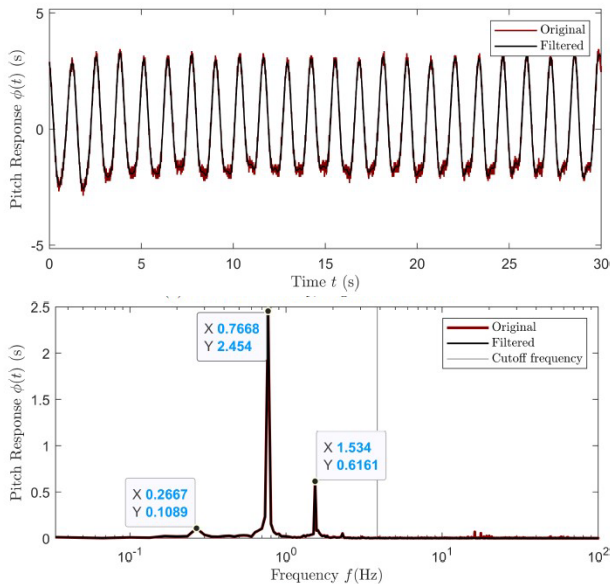 5
0
-5
Pitch Response ϕ(t) (s)
Original
Filtered
0 5 10 15 20 25 30
Time t (s)
2.5
2
1.5
1
0.5
0
Pitch Response ϕ(t) (s)
X 0.7668
Y 2.454
Original
Filtered
Cutoff frequency
X 1.534
Y 0.6161
X 0.2667
Y 0.1089
10⁻¹ 10⁰ 10¹ 10²
Frequency f(Hz)